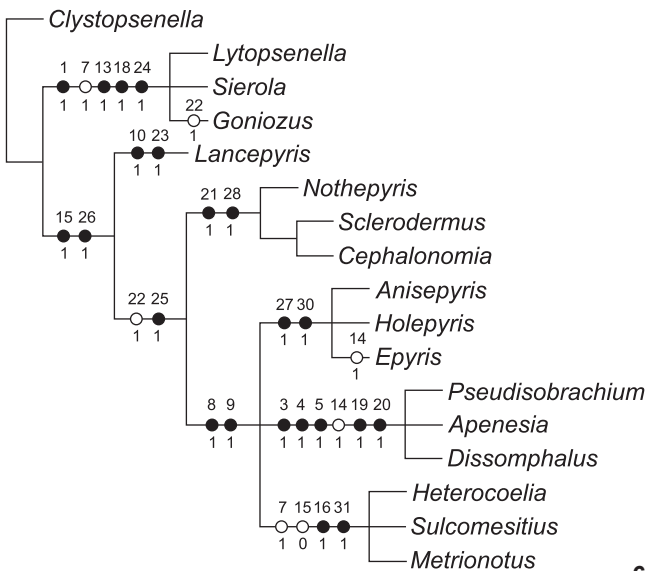 Clystopsenella
Lytopsenella
1 7 13 18 24
Sierola
1 1 1 1 1
22
Goniozus
1
10 23
Lancepyris
1 1
Nothepyris
21 28
1 1
Sclerodermus
15 26
1 1
Cephalonomia
Anisepyris
22 25
1 1
27 30
Holepyris
1 1
14
Epyris
1
Pseudisobrachium
8 9
1 1
3 4 5 14 19 20
Apenesia
1 1 1 1 1 1
Dissomphalus
Heterocoelia
7 15 16 31
Sulcomesitius
1 0 1 1
Metrionotus